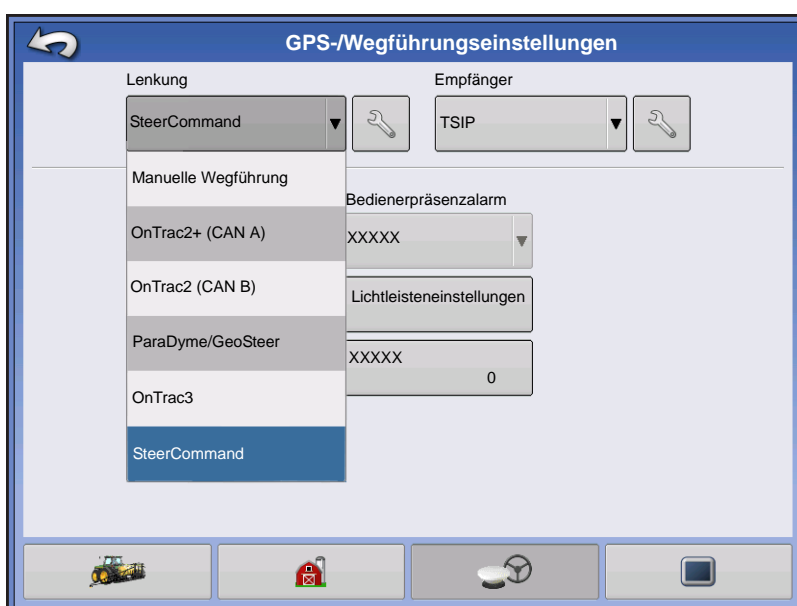 GPS-/Wegführungseinstellungen
Lenkung
Empfänger
SteerCommand
TSIP
Manuelle Wegführung
OnTrac2+ (CAN A)
OnTrac2 (CAN B)
ParaDyme/GeoSteer
OnTrac3
SteerCommand
Bedienerpräsenzalarm
XXXXX
Lichtleisteneinstellungen
XXXXX
0